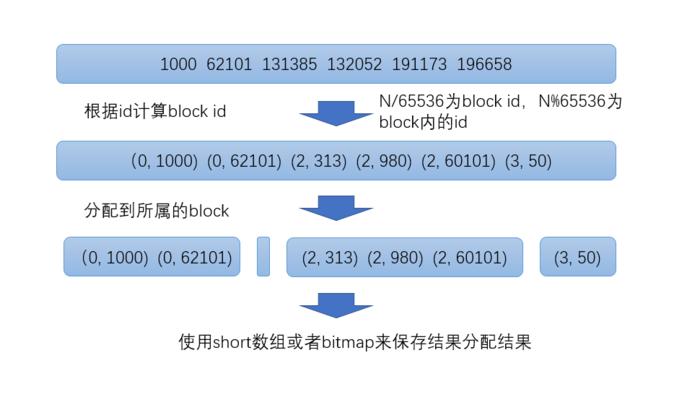 1000 62101 131385 132052 191173 196658
根据id计算block id
N/65536为block id，N%65536为
block内的id
（0, 1000) (0, 62101) (2, 313) (2, 980) (2, 60101) (3, 50)
分配到所属的block
（0, 1000) (0, 62101)
(2, 313) (2, 980) (2, 60101)
(3, 50)
使用short数组或者bitmap来保存结果分配结果